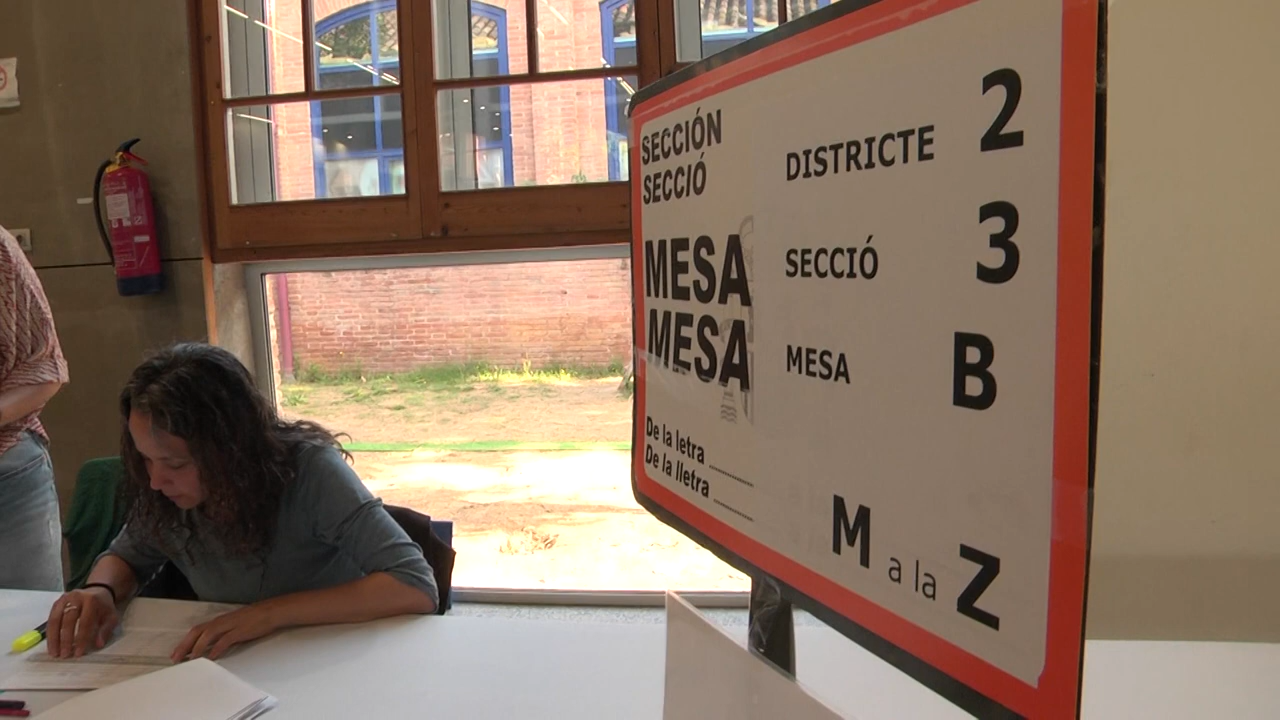 SECCIÓN
SECCIÓ
MESA
MESA
De la letra
De la lletra
DISTRICTE 2
SECCIÓ 3
MESA B
M a la Z